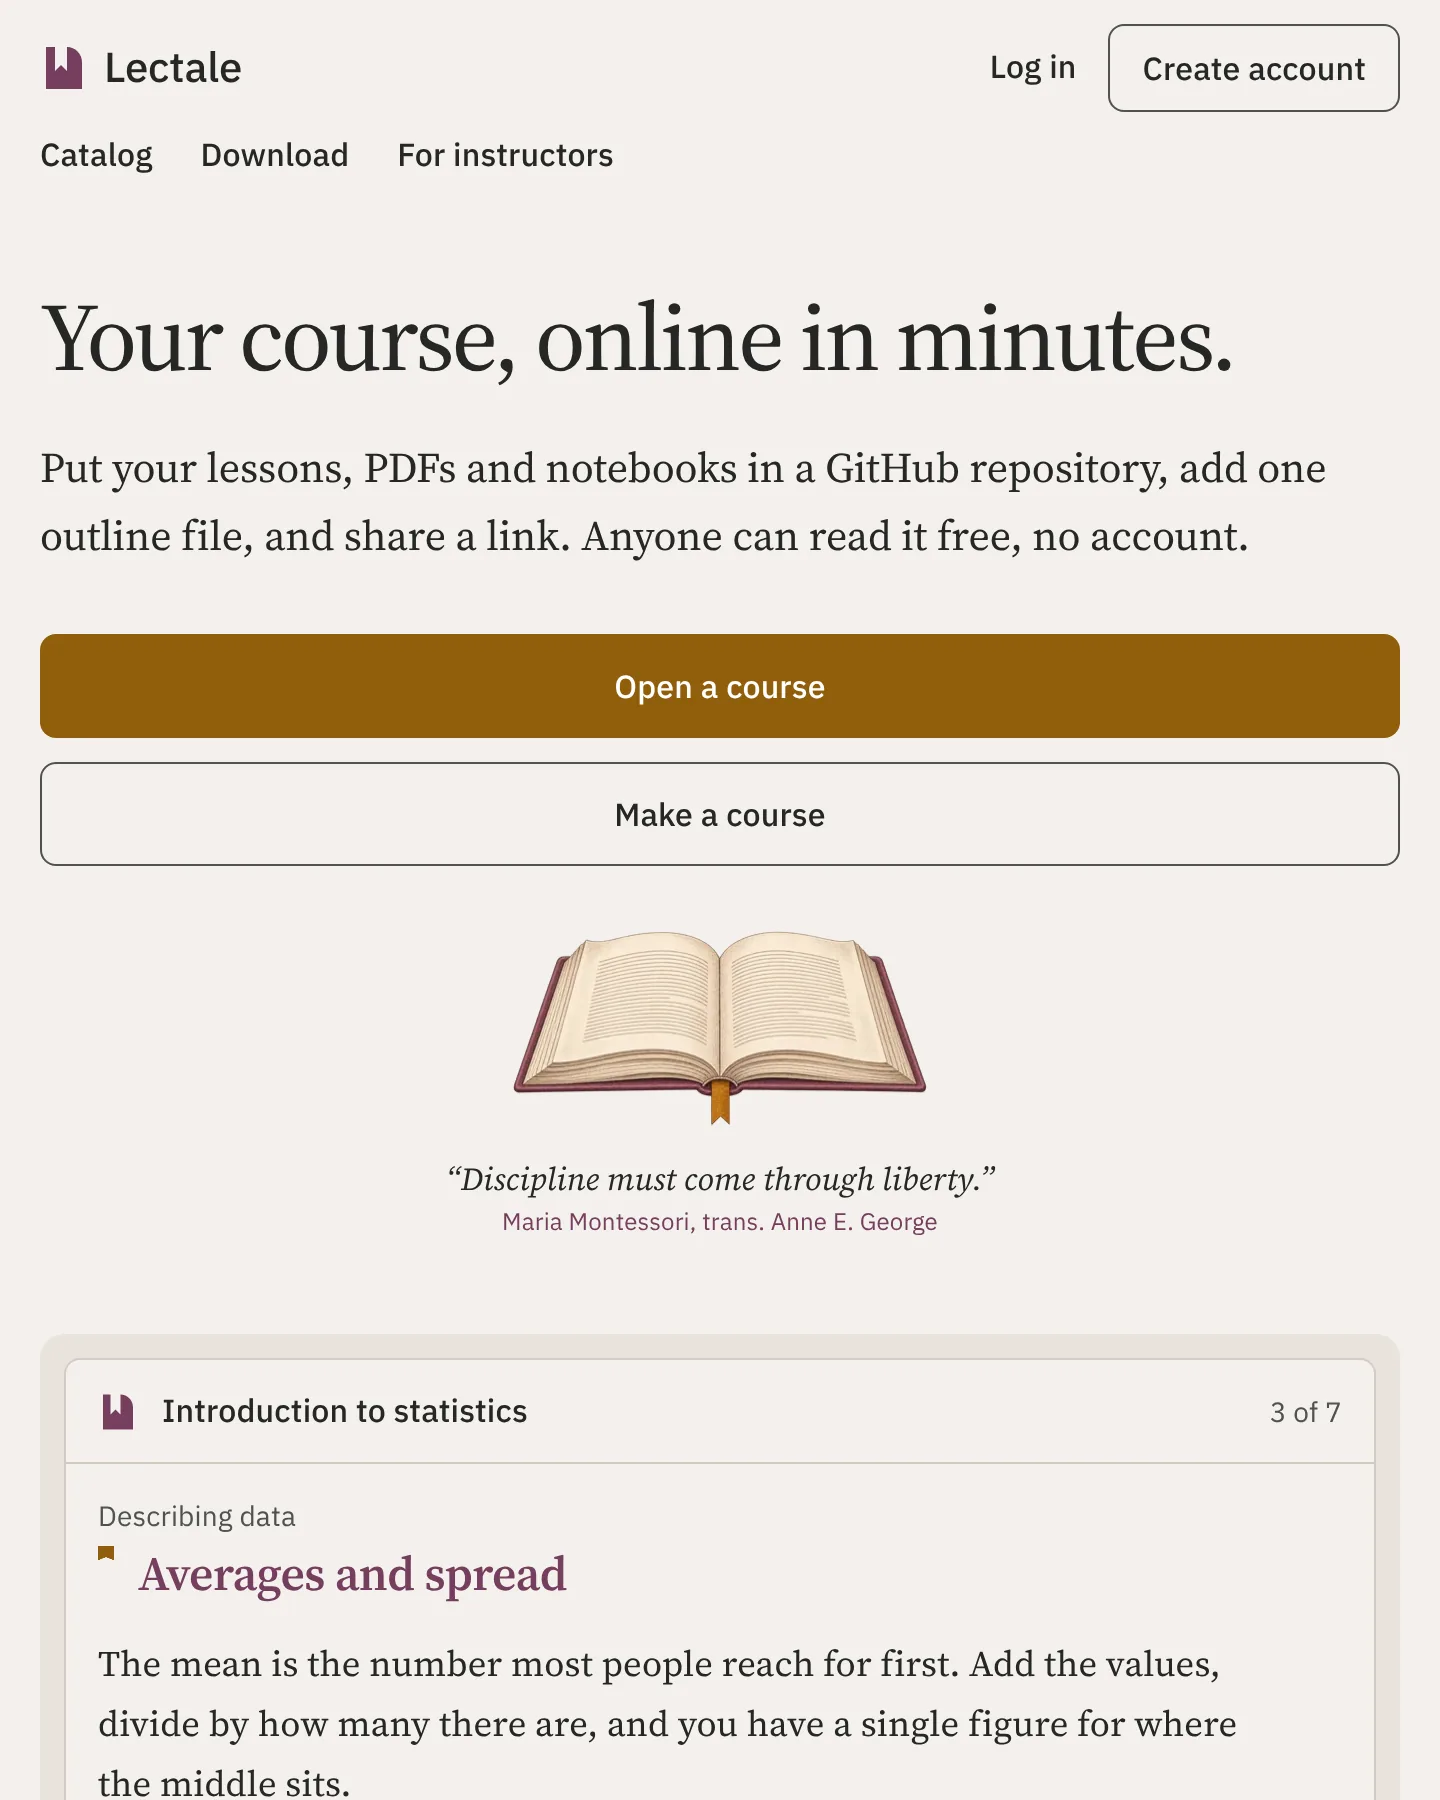 Lectale
Log in
Create account
Catalog
Download
For instructors
Your course, online in minutes.
Put your lessons, PDFs and notebooks in a GitHub repository, add one
outline file, and share a link. Anyone can read it free, no account.
Open a course
Make a course
“Discipline must come through liberty.”
Maria Montessori, trans. Anne E. George
Introduction to statistics
3 of 7
Describing data
Averages and spread
The mean is the number most people reach for first. Add the values,
divide by how many there are, and you have a single figure for where
the middle sits.